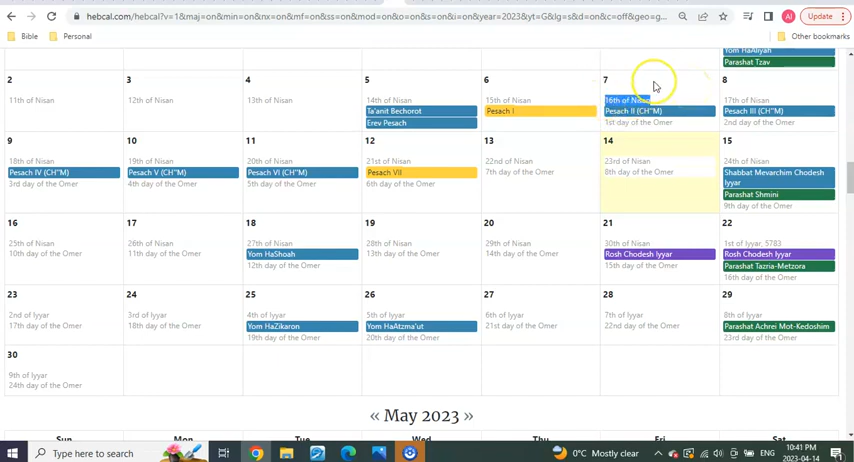 hebcal.com/hebcal?v=1&maj=on&min=on&nx=on&mf=on&ss=on&mod=on&o=on&s=on&i=on&year=2023&yt=G&lg=s&d=on&c=off&geo=g...
AI
Update
Bible
Personal
Other bookmarks
Yom HaAliyah
Parashat Tzav
2
3
4
5
6
7
8
11th of Nisan
12th of Nisan
13th of Nisan
14th of Nisan
15th of Nisan
16th of Nisan
17th of Nisan
Ta'anit Bechorot
Pesach I
Pesach II (CH"M)
Pesach III (CH"M)
Erev Pesach
1st day of the Omer
2nd day of the Omer
9
10
11
12
13
14
15
18th of Nisan
19th of Nisan
20th of Nisan
21st of Nisan
22nd of Nisan
23rd of Nisan
24th of Nisan
Pesach IV (CH"M)
Pesach V (CH"M)
Pesach VI (CH"M)
Pesach VII
7th day of the Omer
8th day of the Omer
Shabbat Mevarchim Chodesh
Iyyar
3rd day of the Omer
4th day of the Omer
5th day of the Omer
6th day of the Omer
Parashat Shmini
9th day of the Omer
16
17
18
19
20
21
22
25th of Nisan
26th of Nisan
27th of Nisan
28th of Nisan
29th of Nisan
30th of Nisan
1st of Iyyar, 5783
10th day of the Omer
11th day of the Omer
Yom HaShoah
13th day of the Omer
14th day of the Omer
Rosh Chodesh Iyyar
Rosh Chodesh Iyyar
12th day of the Omer
15th day of the Omer
Parashat Tazria-Metzora
16th day of the Omer
23
24
25
26
27
28
29
2nd of Iyyar
3rd of Iyyar
4th of Iyyar
5th of Iyyar
6th of Iyyar
7th of Iyyar
8th of Iyyar
17th day of the Omer
18th day of the Omer
Yom HaZikaron
Yom HaAtzma'ut
21st day of the Omer
22nd day of the Omer
Parashat Achrei Mot-Kedoshim
19th day of the Omer
20th day of the Omer
23rd day of the Omer
30
9th of Iyyar
24th day of the Omer
« May 2023 »
Sun
Mon
Tue
Wed
Thu
Fri
Sat
Type here to search
0°C Mostly clear
ENG
10:41 PM
2023-04-14